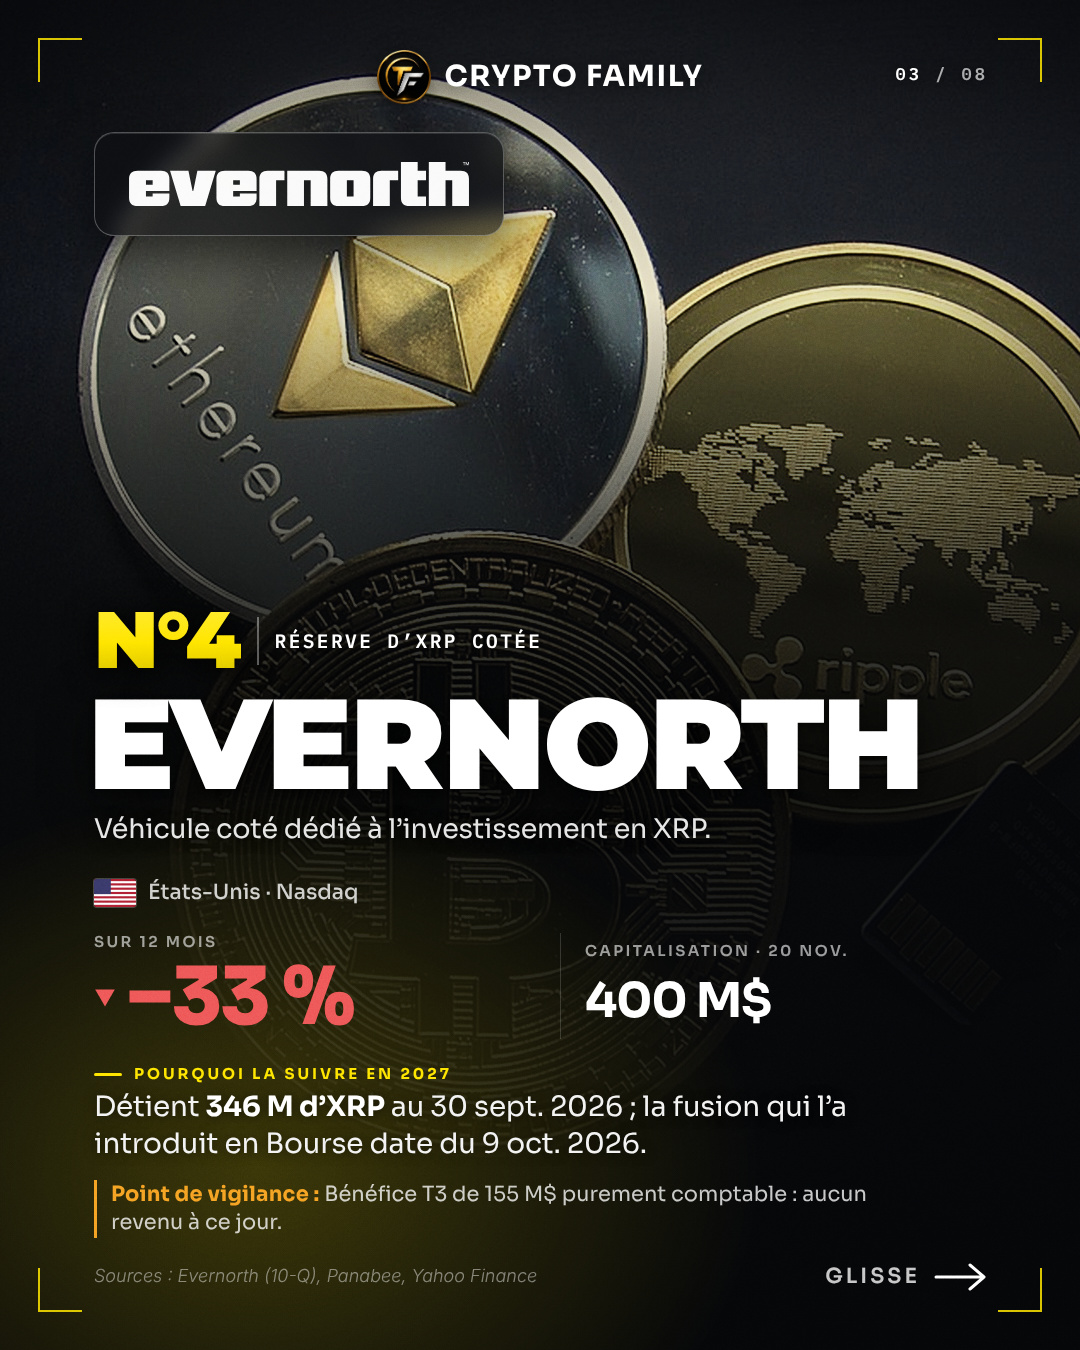 CRYPTO FAMILY
03 / 08
evernorth™
ethereum
DECENTRALIZED
ripple
N°4
RÉSERVE D’XRP COTÉE
EVERNORTH
Véhicule coté dédié à l’investissement en XRP.
États-Unis · Nasdaq
SUR 12 MOIS
▼ −33 %
CAPITALISATION · 20 NOV.
400 M$
POURQUOI LA SUIVRE EN 2027
Détient 346 M d’XRP au 30 sept. 2026 ; la fusion qui l’a
introduit en Bourse date du 9 oct. 2026.
Point de vigilance : Bénéfice T3 de 155 M$ purement comptable : aucun
revenu à ce jour.
Sources : Evernorth (10-Q), Panabee, Yahoo Finance
GLISSE